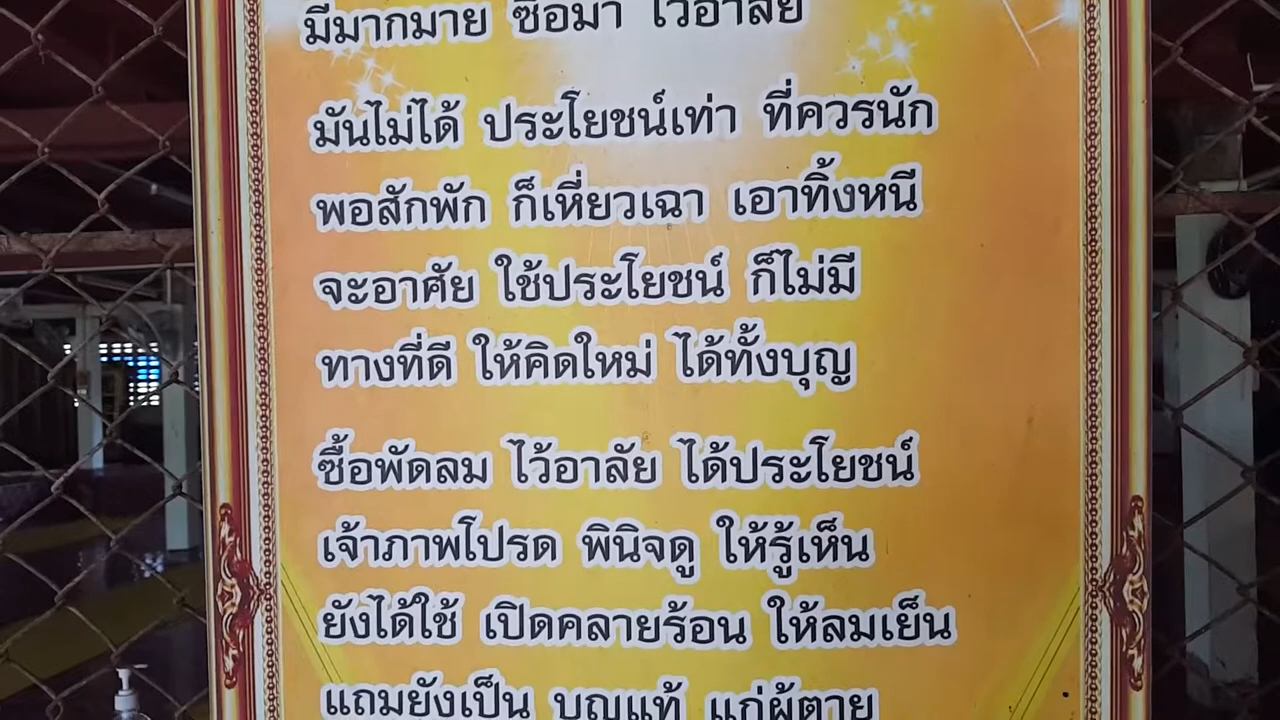 มีมากมาย ซื้อมา ไว้อาลัย
มันไม่ได้ ประโยชน์เท่า ที่ควรนัก
พอสักพัก ก็เหี่ยวเฉา เอาทิ้งหนี
จะอาศัย ใช้ประโยชน์ ก็ไม่มี
ทางที่ดี ให้คิดใหม่ ได้ทั้งบุญ
ซื้อพัดลม ไว้อาลัย ได้ประโยชน์
เจ้าภาพโปรด พินิจดู ให้รู้เห็น
ยังได้ใช้ เปิดคลายร้อน ให้ลมเย็น
แถมยังเป็น บุญแท้ แก่ผู้ตาย